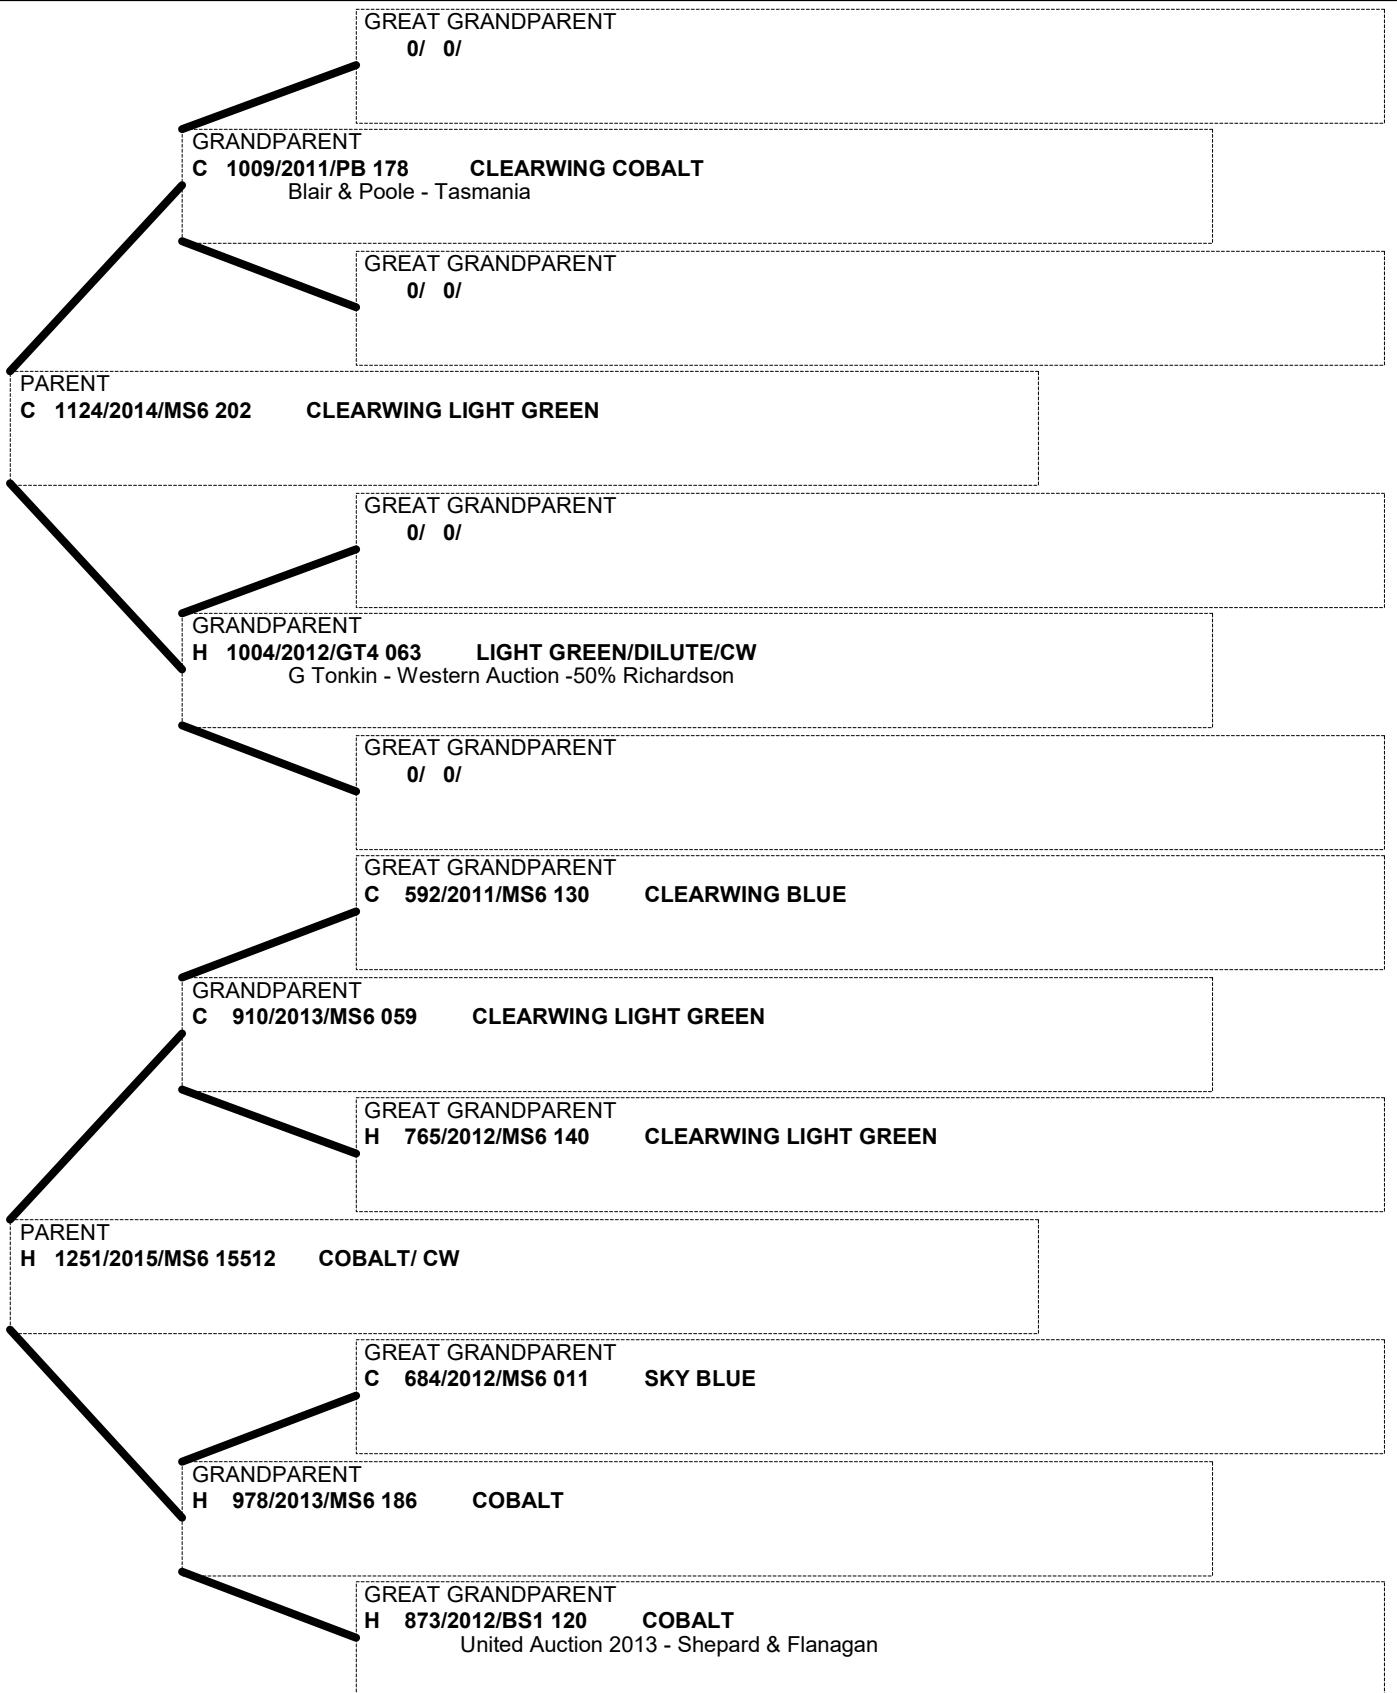 GREAT GRANDPARENT
0/ 0/
GRANDPARENT
C 1009/2011/PB 178 CLEARWING COBALT
Blair & Poole - Tasmania
GREAT GRANDPARENT
0/ 0/
PARENT
C 1124/2014/MS6 202 CLEARWING LIGHT GREEN
GREAT GRANDPARENT
0/ 0/
GRANDPARENT
H 1004/2012/GT4 063 LIGHT GREEN/DILUTE/CW
G Tonkin - Western Auction -50% Richardson
GREAT GRANDPARENT
0/ 0/
GREAT GRANDPARENT
C 592/2011/MS6 130 CLEARWING BLUE
GRANDPARENT
C 910/2013/MS6 059 CLEARWING LIGHT GREEN
GREAT GRANDPARENT
H 765/2012/MS6 140 CLEARWING LIGHT GREEN
PARENT
H 1251/2015/MS6 15512 COBALT/ CW
GREAT GRANDPARENT
C 684/2012/MS6 011 SKY BLUE
GRANDPARENT
H 978/2013/MS6 186 COBALT
GREAT GRANDPARENT
H 873/2012/BS1 120 COBALT
United Auction 2013 - Shepard & Flanagan